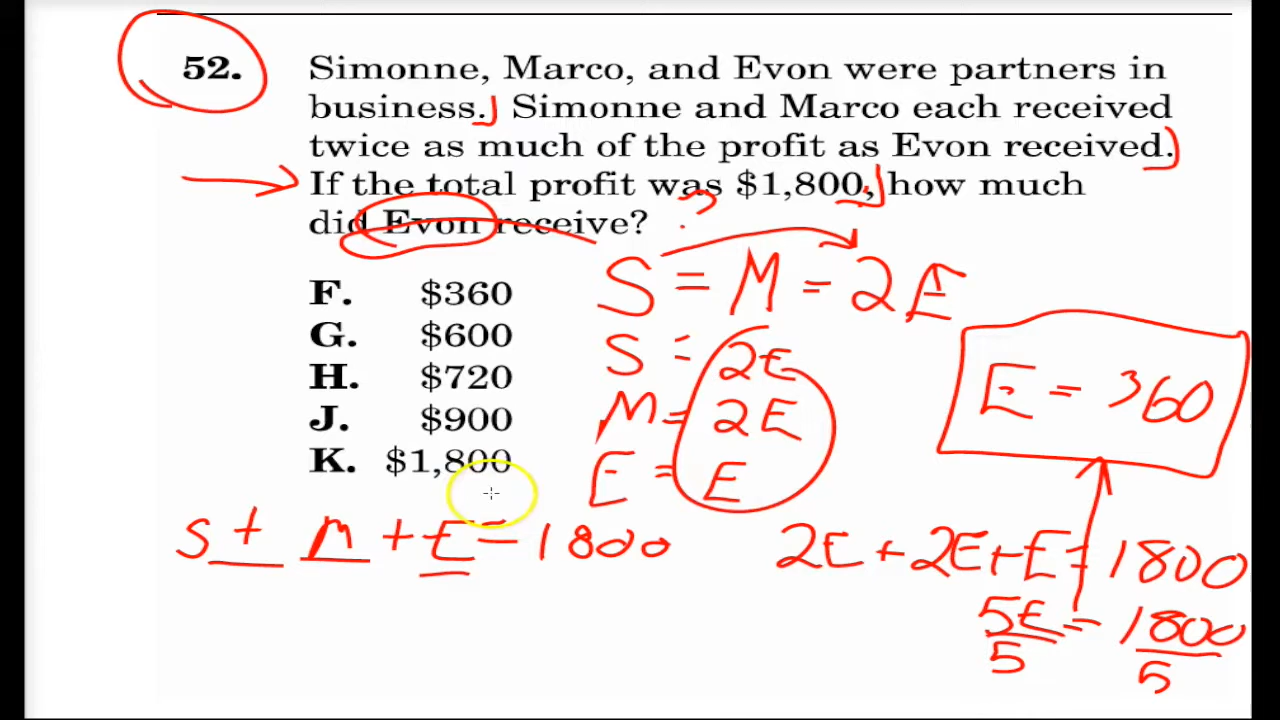 52. Simonne, Marco, and Evon were partners in
business. Simonne and Marco each received
twice as much of the profit as Evon received.
If the total profit was $1,800, how much
did Evon receive?
?
S = M = 2E
F. $360
G. $600
H. $720
J. $900
K. $1,800
S = 2E
M = 2E
E = E
E = 360
S + M + E = 1800
2E + 2E + E = 1800
5E = 1800
5 5